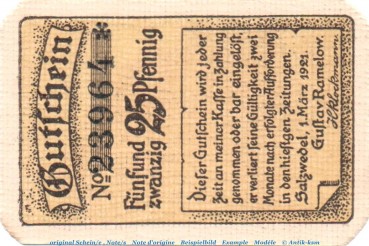 Gutschein
No 23964 *
Fünfund
zwanzig 25 Pfennig
Dieser Gutschein wird jeder
Zeit an meiner Kasse in Zahlung
genommen oder bar eingelöst,
er verliert seine Gültigkeit zwei
Monate nach erfolgter Aufforderung
in den hiesigen Zeitungen.
Salzwedel, 1. März 1921.
Gustav Ramelow.
original Schein/e , Note/s Note d'origine Beispielbild Example Modèle © Antik-ksm